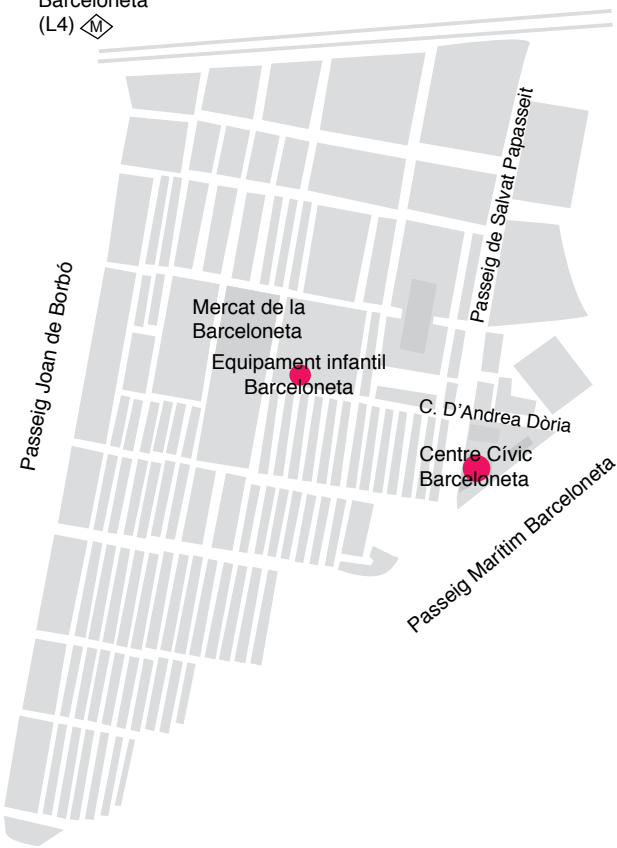 Barceloneta
(L4) M
Passeig de Salvat Papasseit
Passeig Joan de Borbó
Mercat de la
Barceloneta
Equipament infantil
Barceloneta
C. D'Andrea Dòria
Centre Cívic
Barceloneta
Passeig Marítim Barceloneta